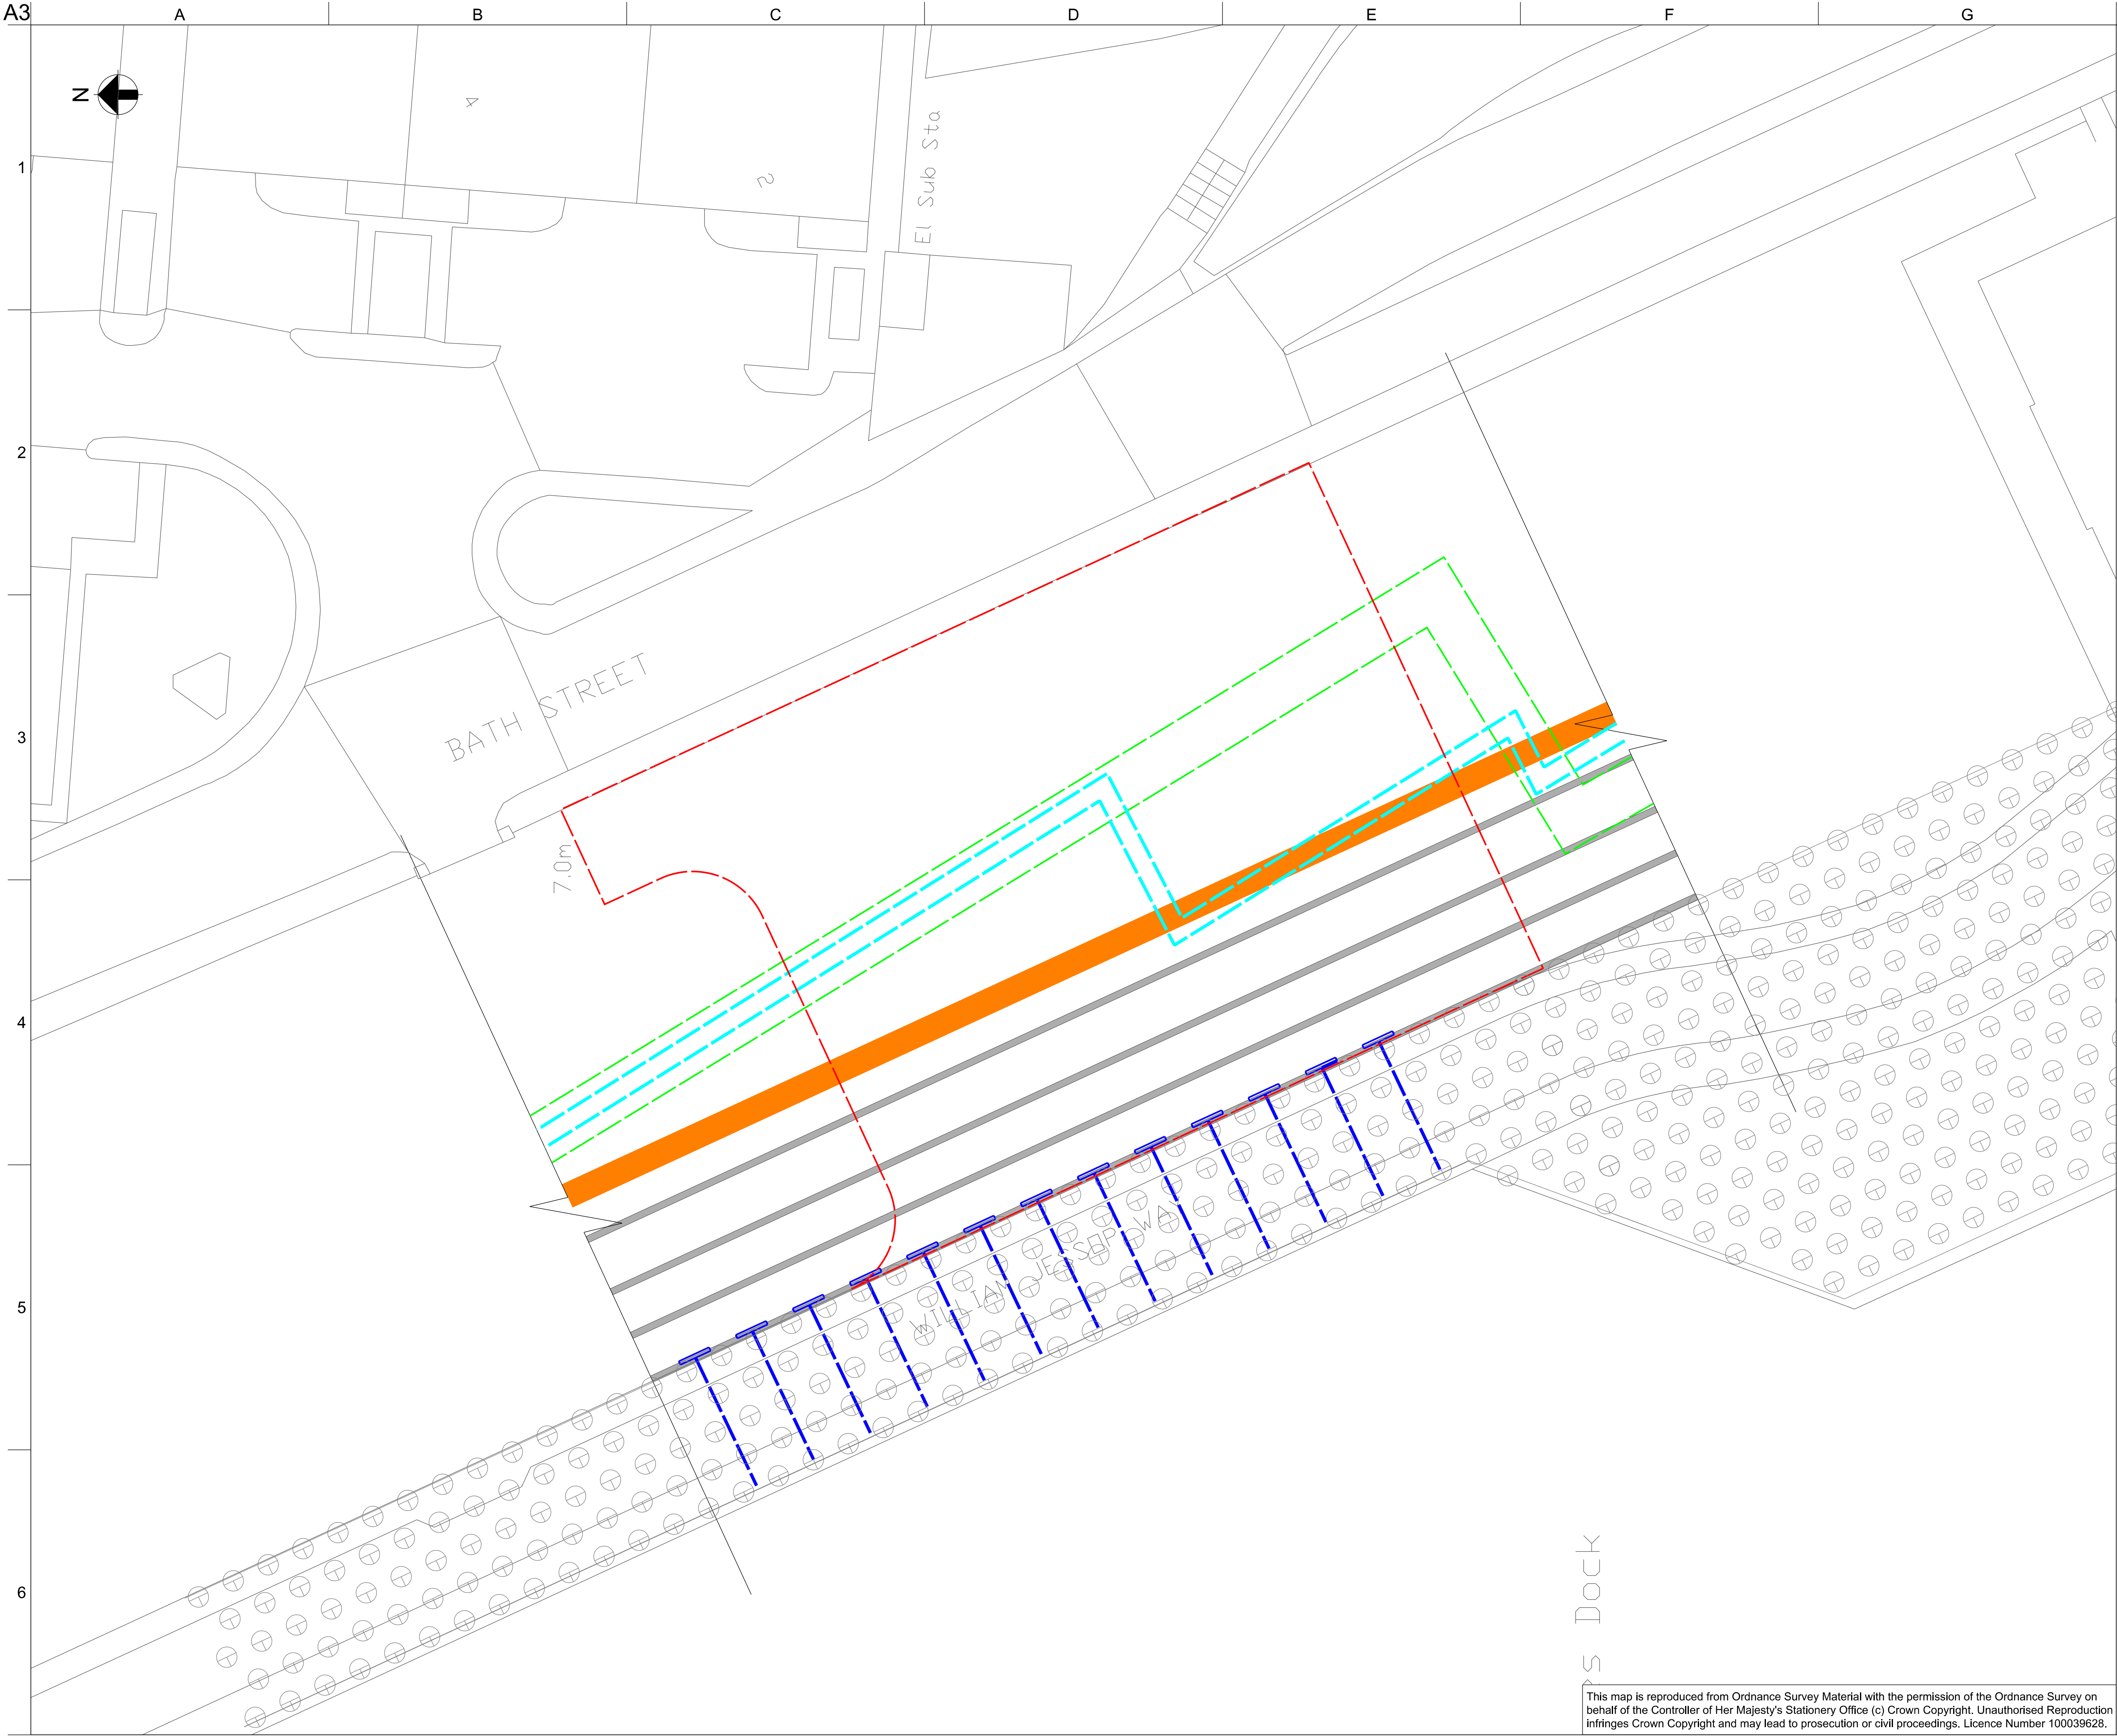 A3
A
B
C
D
E
F
G
N
1
2
3
4
5
6
4
2
El Sub Sta
BATH STREET
7.0m
WILLIAM JESSOP WAY
Dock
This map is reproduced from Ordnance Survey Material with the permission of the Ordnance Survey on
behalf of the Controller of Her Majesty's Stationery Office (c) Crown Copyright. Unauthorised Reproduction
infringes Crown Copyright and may lead to prosecution or civil proceedings. Licence Number 100039628.